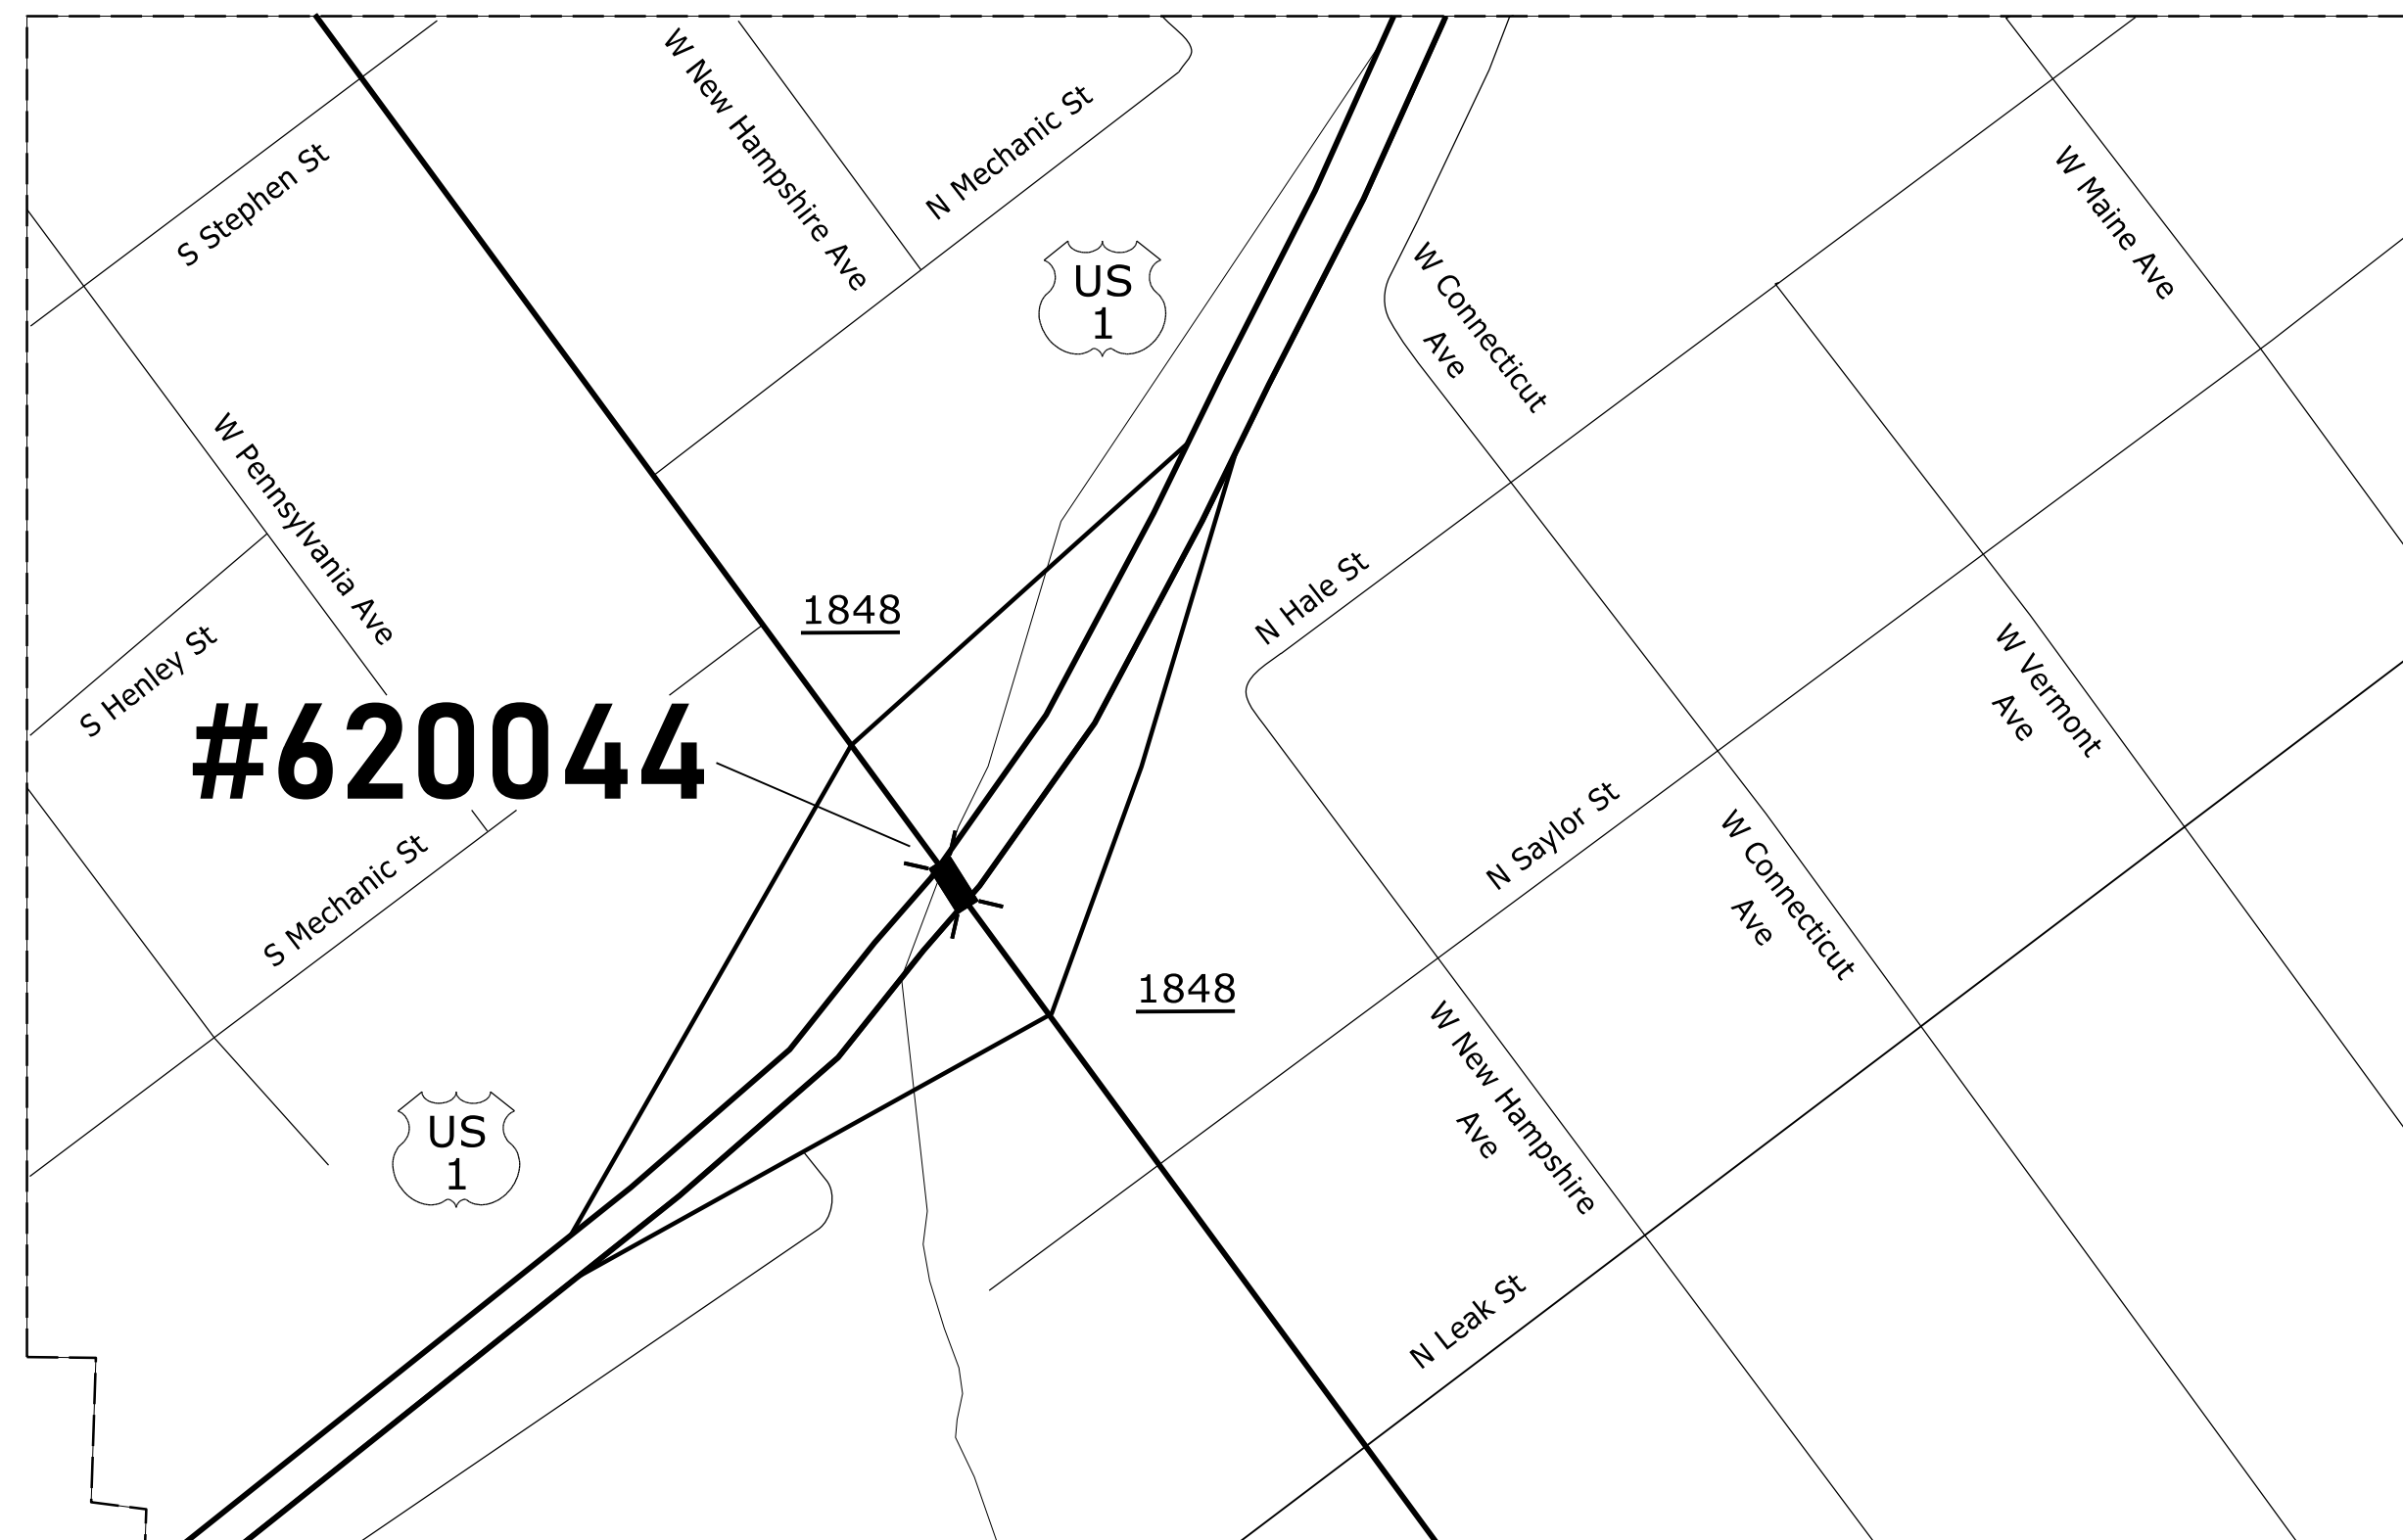 W New Hampshire Ave
N Mechanic St
S Stephen St
W Maine Ave
US
1
W Connecticut
Ave
W Pennsylvania Ave
N Hale St
1848
S Henley St
W Vermont
Ave
#620044
N Saylor St
W Connecticut
Ave
S Mechanic St
1848
W New Hampshire
Ave
US
1
N Leak St